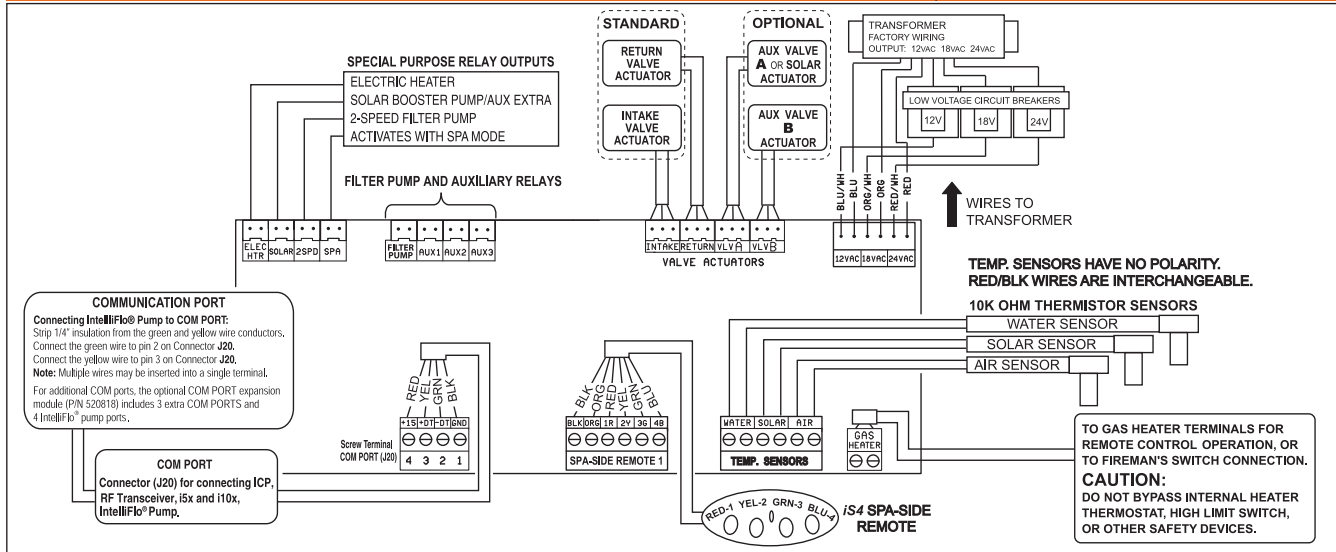 STANDARD
RETURN
VALVE
ACTUATOR
INTAKE
VALVE
ACTUATOR
OPTIONAL
AUX VALVE
A OR SOLAR
ACTUATOR
AUX VALVE
B
ACTUATOR
TRANSFORMER
FACTORY WIRING
OUTPUT: 12VAC 18VAC 24VAC
LOW VOLTAGE CIRCUIT BREAKERS
12V 18V 24V
BLU/WH
BLU
ORG/WH
ORG
RED/WH
RED
WIRES TO
TRANSFORMER
SPECIAL PURPOSE RELAY OUTPUTS
ELECTRIC HEATER
SOLAR BOOSTER PUMP/AUX EXTRA
2-SPEED FILTER PUMP
ACTIVATES WITH SPA MODE
FILTER PUMP AND AUXILIARY RELAYS
ELEC
HTR SOLAR 2SPD SPA
FILTER
PUMP AUX1 AUX2 AUX3
INTAKE RETURN VLVA VLVB
VALVE ACTUATORS
12VAC 18VAC 24VAC
TEMP. SENSORS HAVE NO POLARITY.
RED/BLK WIRES ARE INTERCHANGEABLE.
10K OHM THERMISTOR SENSORS
WATER SENSOR
SOLAR SENSOR
AIR SENSOR
COMMUNICATION PORT
Connecting IntelliFlo® Pump to COM PORT:
Strip 1/4" insulation from the green and yellow wire conductors.
Connect the green wire to pin 2 on Connector J20.
Connect the yellow wire to pin 3 on Connector J20.
Note: Multiple wires may be inserted into a single terminal.
For additional COM ports, the optional COM PORT expansion
module (P/N 520818) includes 3 extra COM PORTS and
4 IntelliFlo® pump ports.
COM PORT
Connector (J20) for connecting ICP,
RF Transceiver, i5x and i10x,
IntelliFlo® Pump.
RED
YEL
GRN
BLK
+15 +DT -DT GND
Screw Terminal
COM PORT (J20)
4 3 2 1
BLK
ORG
RED
YEL
GRN
BLU
BLK ORG 1R 2Y 3G 4B
SPA-SIDE REMOTE 1
WATER SOLAR AIR
TEMP. SENSORS
GAS
HEATER
RED-1 YEL-2 GRN-3 BLU-4
iS4 SPA-SIDE
REMOTE
TO GAS HEATER TERMINALS FOR
REMOTE CONTROL OPERATION, OR
TO FIREMAN'S SWITCH CONNECTION.
CAUTION:
DO NOT BYPASS INTERNAL HEATER
THERMOSTAT, HIGH LIMIT SWITCH,
OR OTHER SAFETY DEVICES.